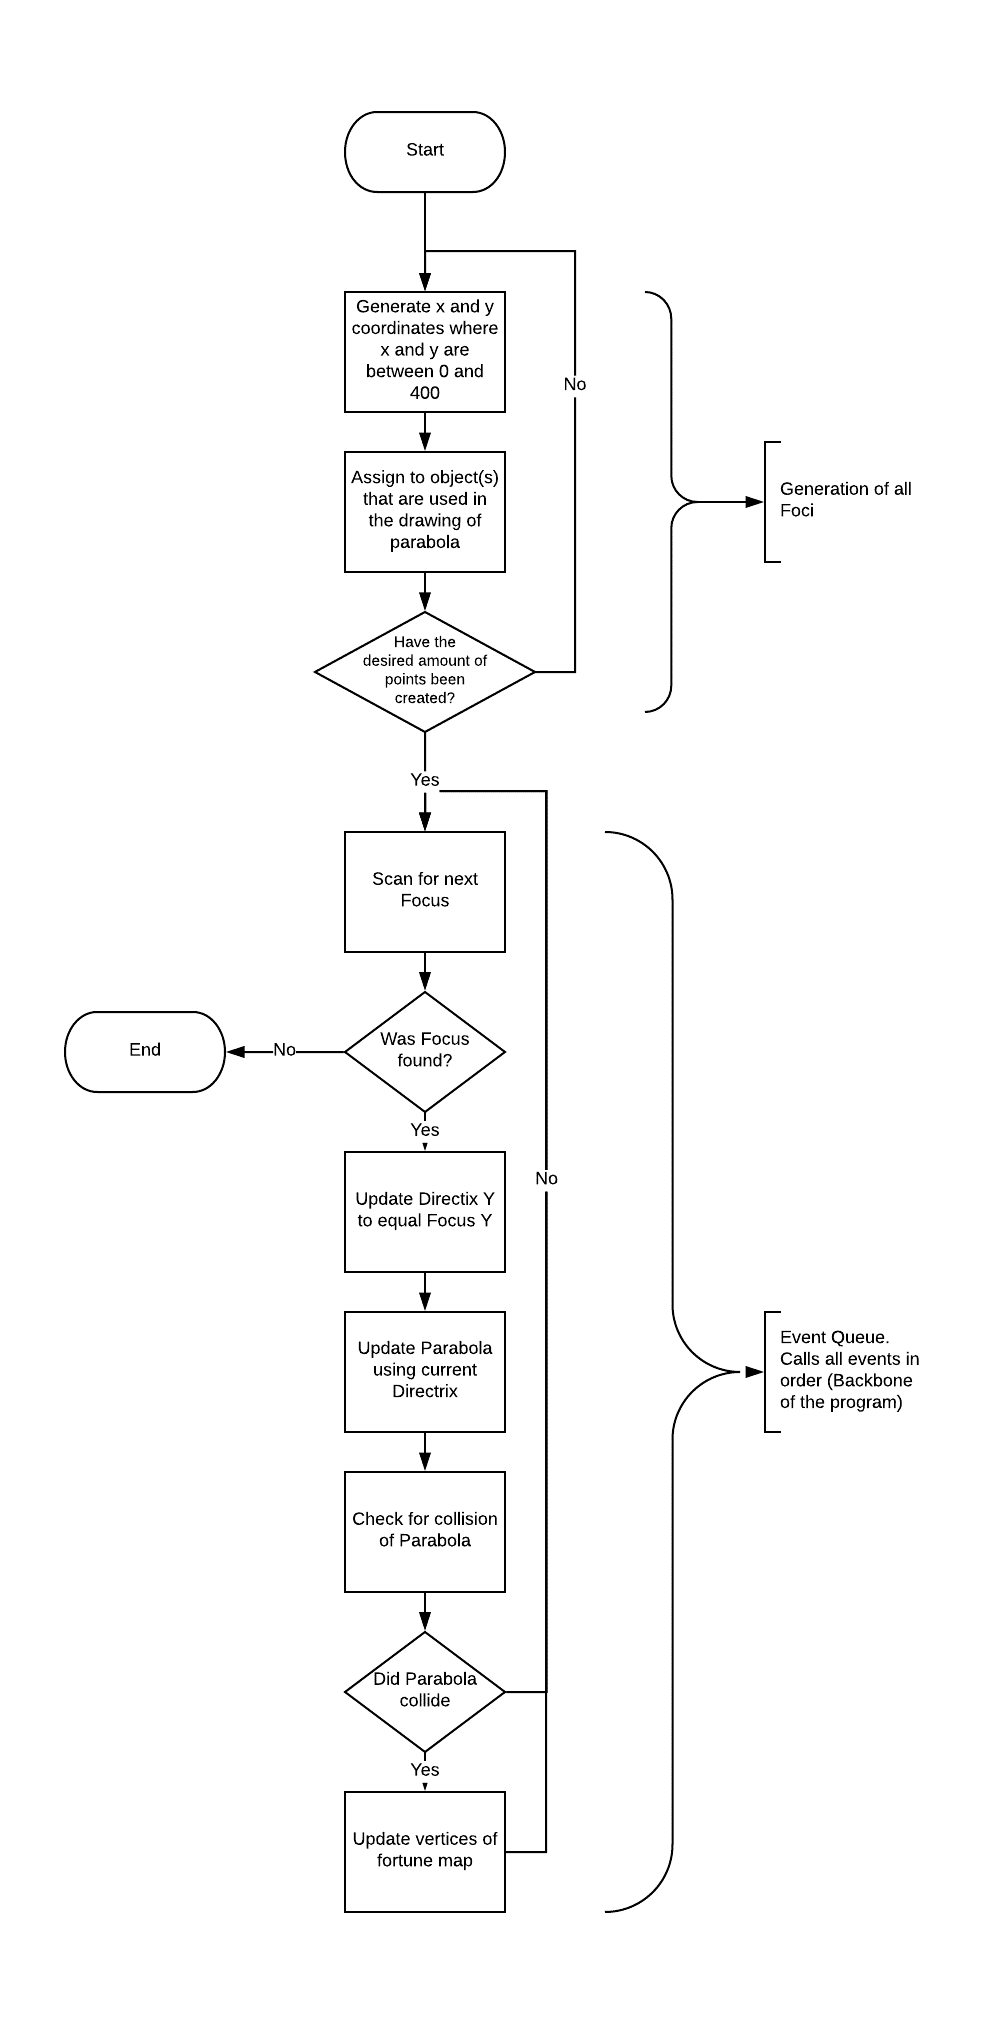 Start
Generate x and y
coordinates where
x and y are
between 0 and
400
No
Assign to object(s)
that are used in
the drawing of
parabola
Generation of all
Foci
Have the
desired amount of
points been
created?
Yes
Scan for next
Focus
Was Focus
found?
No
End
Yes
Update Directix Y
to equal Focus Y
No
Update Parabola
using current
Directrix
Event Queue.
Calls all events in
order (Backbone
of the program)
Check for collision
of Parabola
Did Parabola
collide
Yes
Update vertices of
fortune map